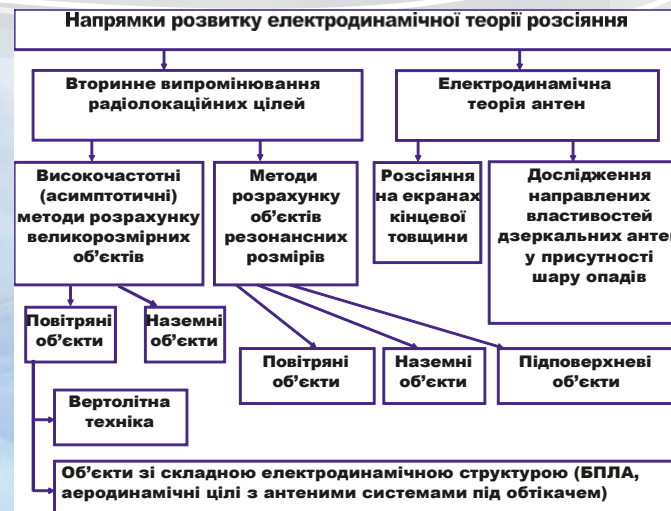 Напрямки розвитку електродинамічної теорії розсіяння
Вторинне випромінювання
радіолокаційних цілей
Електродинамічна
теорія антен
Високочастотні
(асимптотичні)
методи розрахунку
великорозмірних
об’єктів
Методи
розрахунку
об’єктів
резонансних
розмірів
Розсіяння
на екранах
кінцевої
товщини
Дослідження
направлених
властивостей
дзеркальних антен
у присутності
шару опадів
Повітряні
об’єкти
Наземні
об’єкти
Повітряні
об’єкти
Наземні
об’єкти
Підповерхневі
об’єкти
Вертолітна
техніка
Об’єкти зі складною електродинамічною структурою (БПЛА,
аеродинамічні цілі з антеними системами під обтікачем)